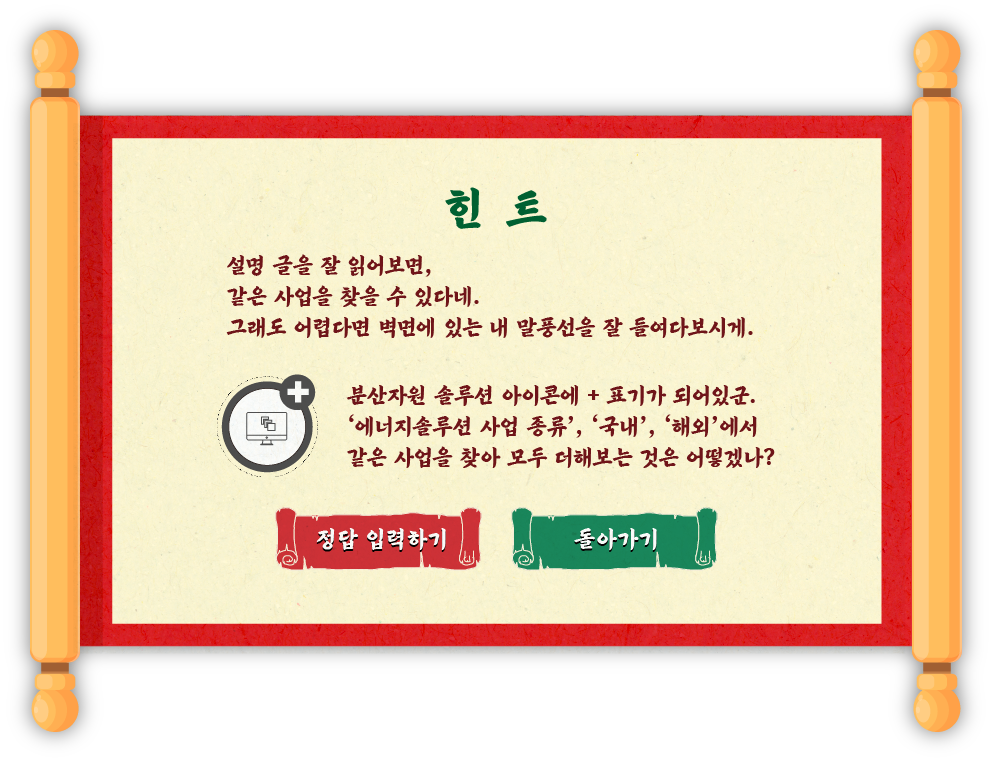 힌 트
설명 글을 잘 읽어보면,
같은 사업을 찾을 수 있다네.
그래도 어렵다면 벽면에 있는 내 말풍선을 잘 들여다보시게.
분산자원 솔루션 아이콘에 + 표기가 되어있군.
‘에너지솔루션 사업 종류’, ‘국내’, ‘해외’에서
같은 사업을 찾아 모두 더해보는 것은 어떻겠나?
정답 입력하기
돌아가기